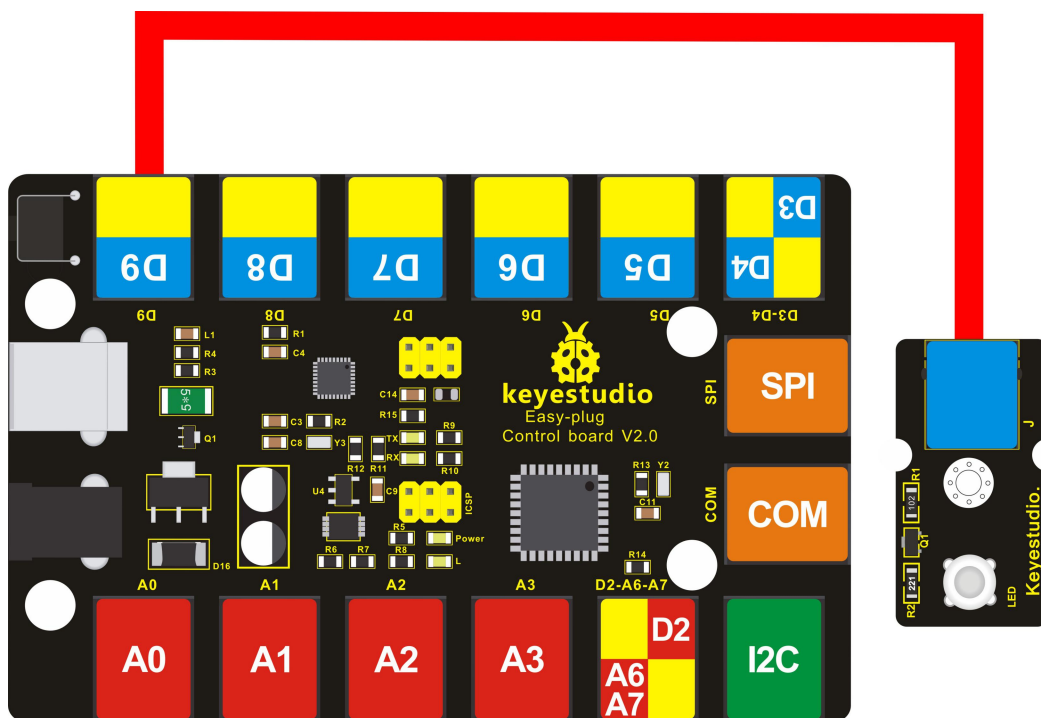 D9
D8
D7
D6
D5
D3
D4
D9
D8
D7
D6
D5
D3-D4
L1
R4
R3
5*5
Q1
R1
C4
C3
R2
C8
Y3
R12
R11
U4
C9
C14
R15
TX
RX
R9
R10
ICSP
R5
R6
R7
R8
Power
L
D16
keyestudio
Easy-plug
Control board V2.0
R13
Y2
C11
R14
SPI
SPI
COM
COM
A0
A1
A2
A3
D2-A6-A7
A0
A1
A2
A3
D2
A6
A7
I2C
J
R1
102
Q1
R2
221
LED
Keyestudio.